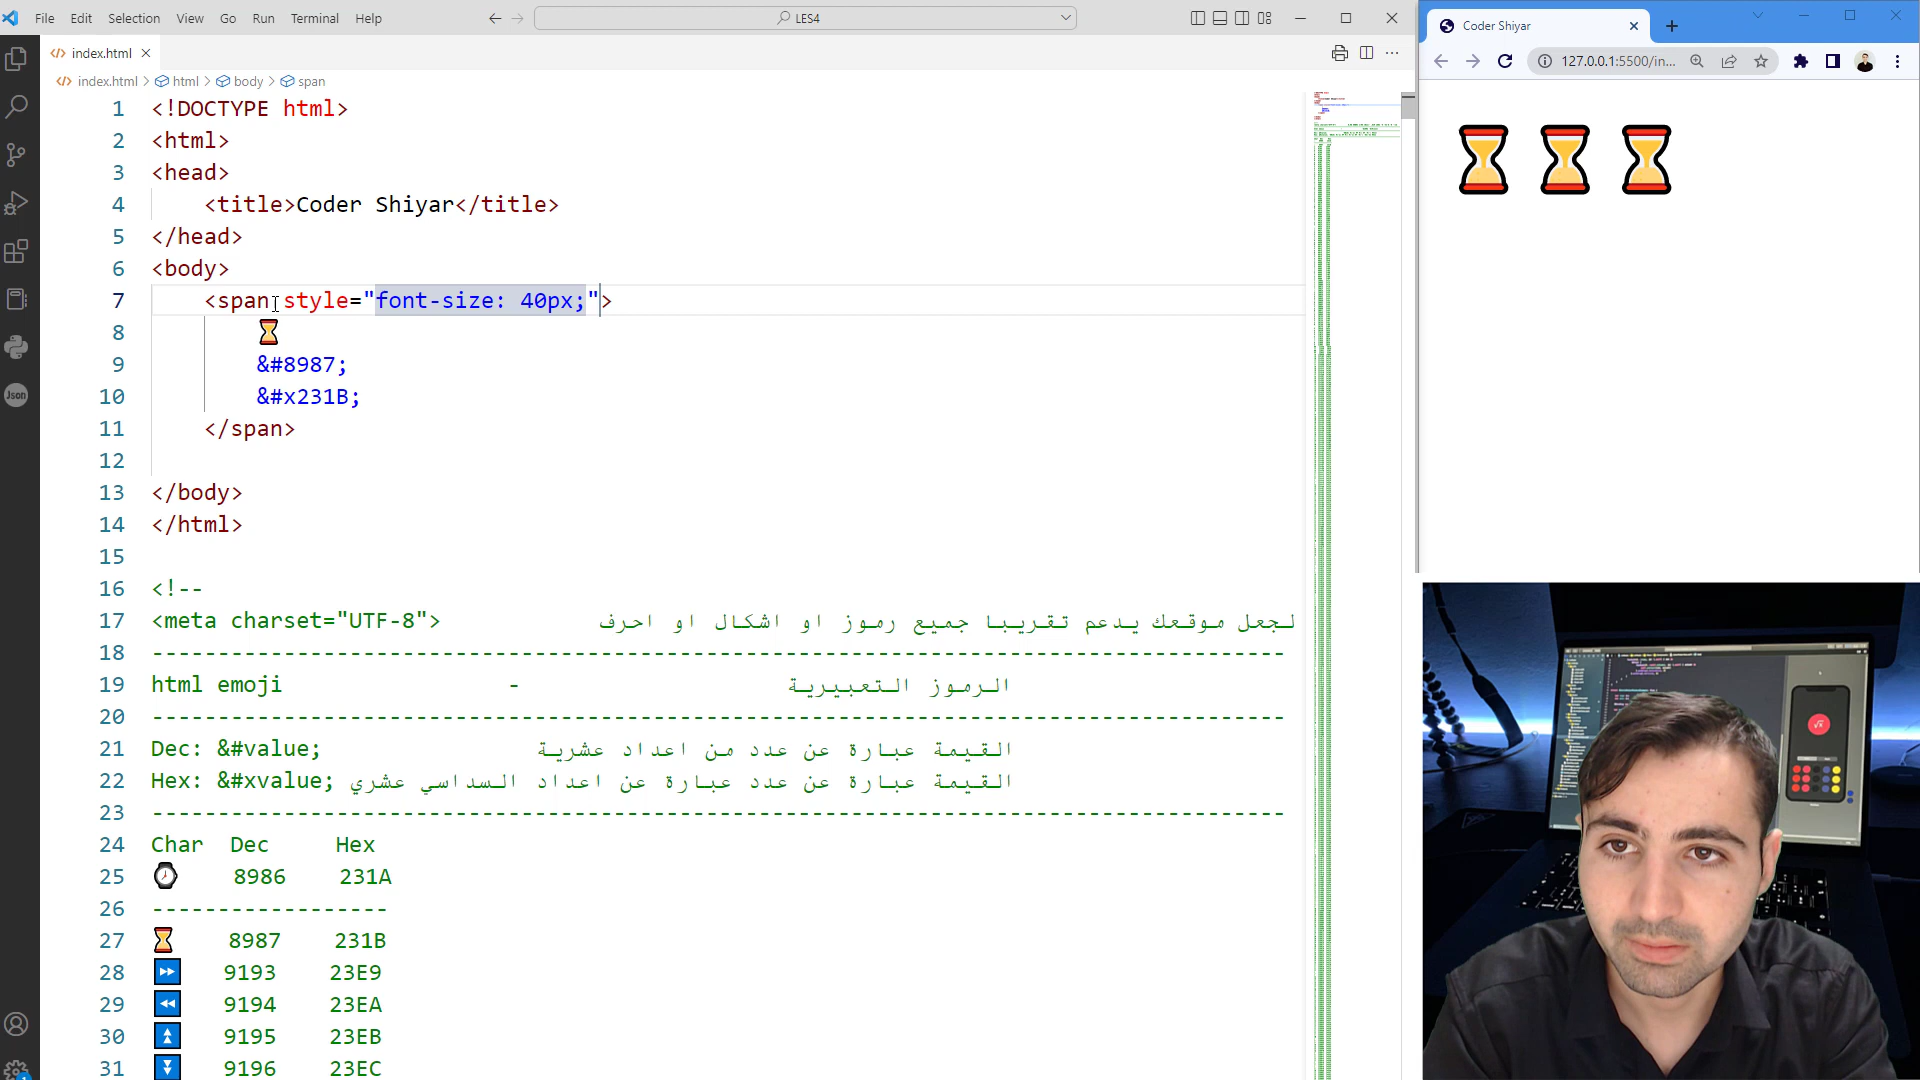 File Edit Selection View Go Run Terminal Help
LES4
index.html
index.html > html > body > span
1 <!DOCTYPE html>
2 <html>
3 <head>
4 <title>Coder Shiyar</title>
5 </head>
6 <body>
7 <span style="font-size: 40px;">
8 ⌛
9 &#8987;
10 &#x231B;
11 </span>
12
13 </body>
14 </html>
15
16 <!--
17 <meta charset="UTF-8"> لجعل موقعك يدعم تقريبا جميع رموز او اشكال او احرف
18 --------------------------------------------------------------------------------------
19 html emoji - الرموز التعبيرية
20 --------------------------------------------------------------------------------------
21 Dec: &#value; القيمة عبارة عن عدد من اعداد عشرية
22 Hex: &#xvalue; القيمة عبارة عن عدد عبارة عن اعداد السداسي عشري
23 --------------------------------------------------------------------------------------
24 Char Dec Hex
25 ⌚ 8986 231A
26 ------------------
27 ⌛ 8987 231B
28 ⏩ 9193 23E9
29 ⏪ 9194 23EA
30 ⏫ 9195 23EB
31 ⏬ 9196 23EC
Json
Coder Shiyar
127.0.0.1:5500/in...
⌛ ⌛ ⌛